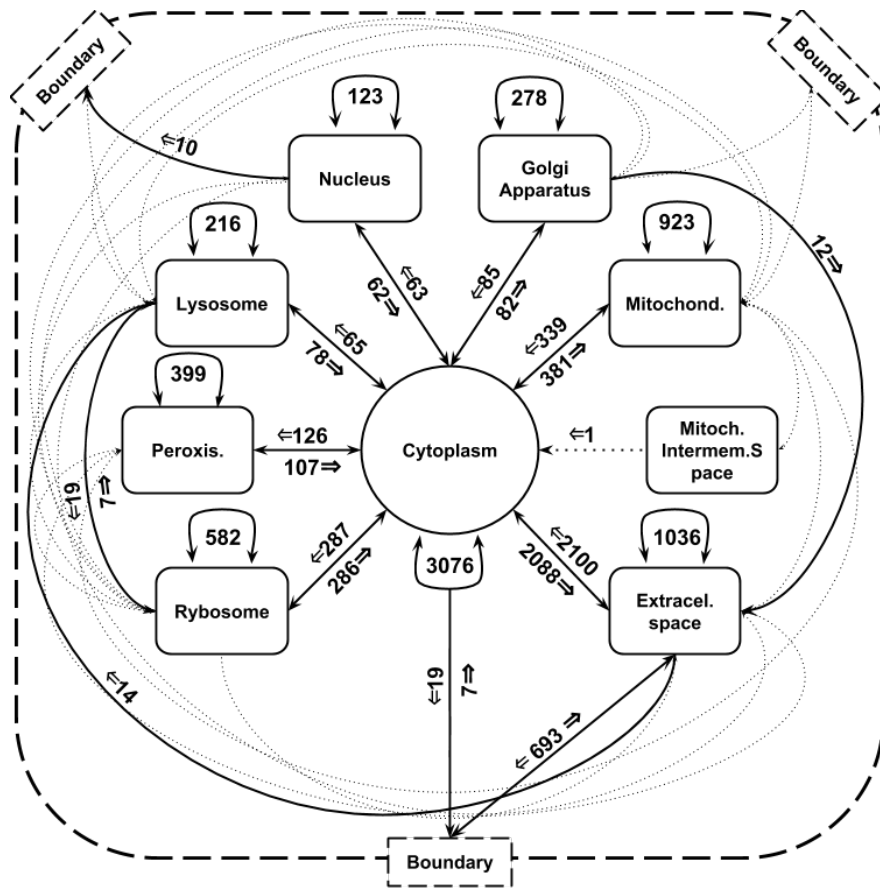 Boundary
Boundary
123
278
⇐10
Nucleus
Golgi
Apparatus
216
923
12⇒
Lysosome
⇐63
62⇒
⇐85
82⇒
Mitochond.
⇐65
78⇒
⇐339
381⇒
399
Peroxis.
⇐126
107⇒
Cytoplasm
⇐1
Mitoch.
Intermem.S
pace
⇐19
7⇒
582
⇐287
286⇒
3076
⇐2100
2088⇒
1036
Rybosome
Extracel.
space
⇐14
⇐19
7⇒
⇐ 693 ⇒
Boundary